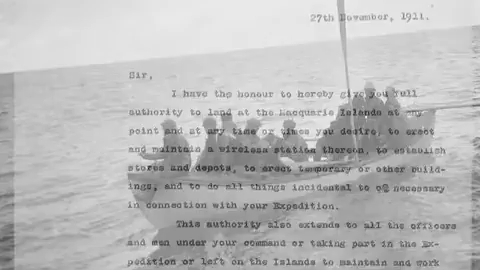 27th November, 1911.
Sir,
I have the honour to hereby give you full
authority to land at the Macquarie Islands at any
point and at any time or times you desire, to erect
and maintain a wireless station thereon, to establish
stores and depots, to erect temporary or other build-
ings, and to do all things incidental to or necessary
in connection with your Expedition.
This authority also extends to all the officers
and men under your command or taking part in the Ex-
pedition or left on the Islands to maintain and work